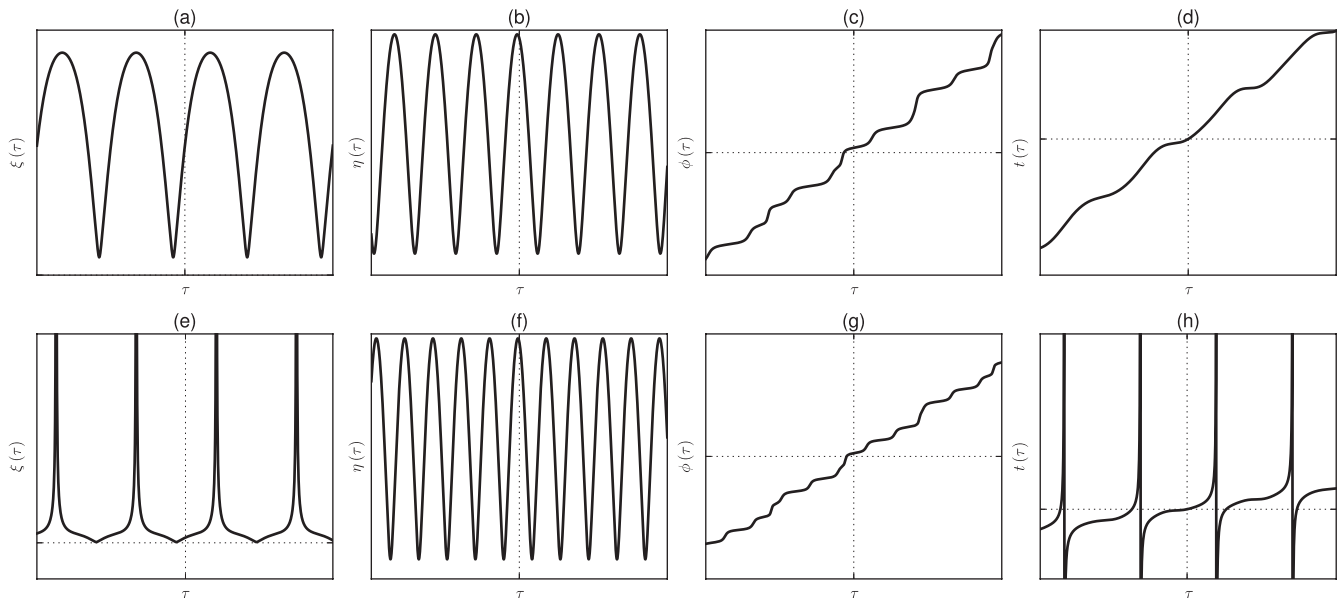 (a) (b) (c) (d)
ξ(τ) η(τ) ϕ(τ) t(τ)
τ τ τ τ
(e) (f) (g) (h)
ξ(τ) η(τ) ϕ(τ) t(τ)
τ τ τ τ